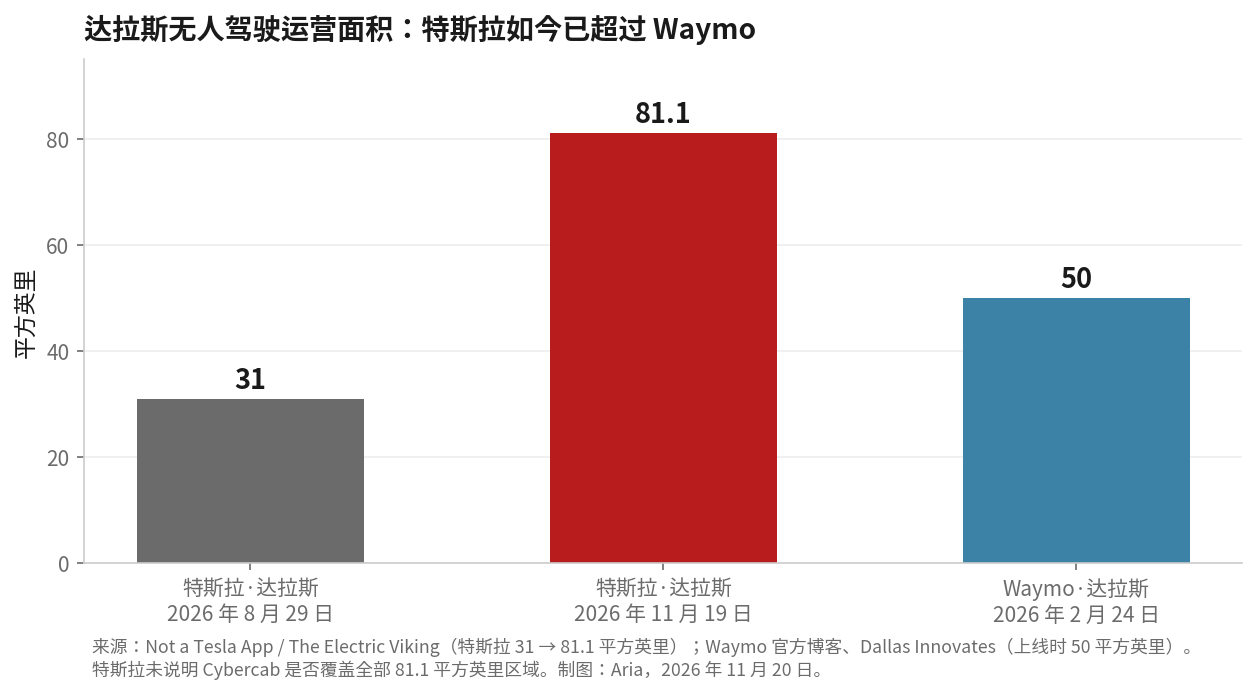 达拉斯无人驾驶运营面积：特斯拉如今已超过 Waymo
平方英里
80
60
40
20
0
31
81.1
50
特斯拉·达拉斯
2026 年 8 月 29 日
特斯拉·达拉斯
2026 年 11 月 19 日
Waymo·达拉斯
2026 年 2 月 24 日
来源：Not a Tesla App / The Electric Viking（特斯拉 31 → 81.1 平方英里）；Waymo 官方博客、Dallas Innovates（上线时 50 平方英里）。
特斯拉未说明 Cybercab 是否覆盖全部 81.1 平方英里区域。制图：Aria，2026 年 11 月 20 日。